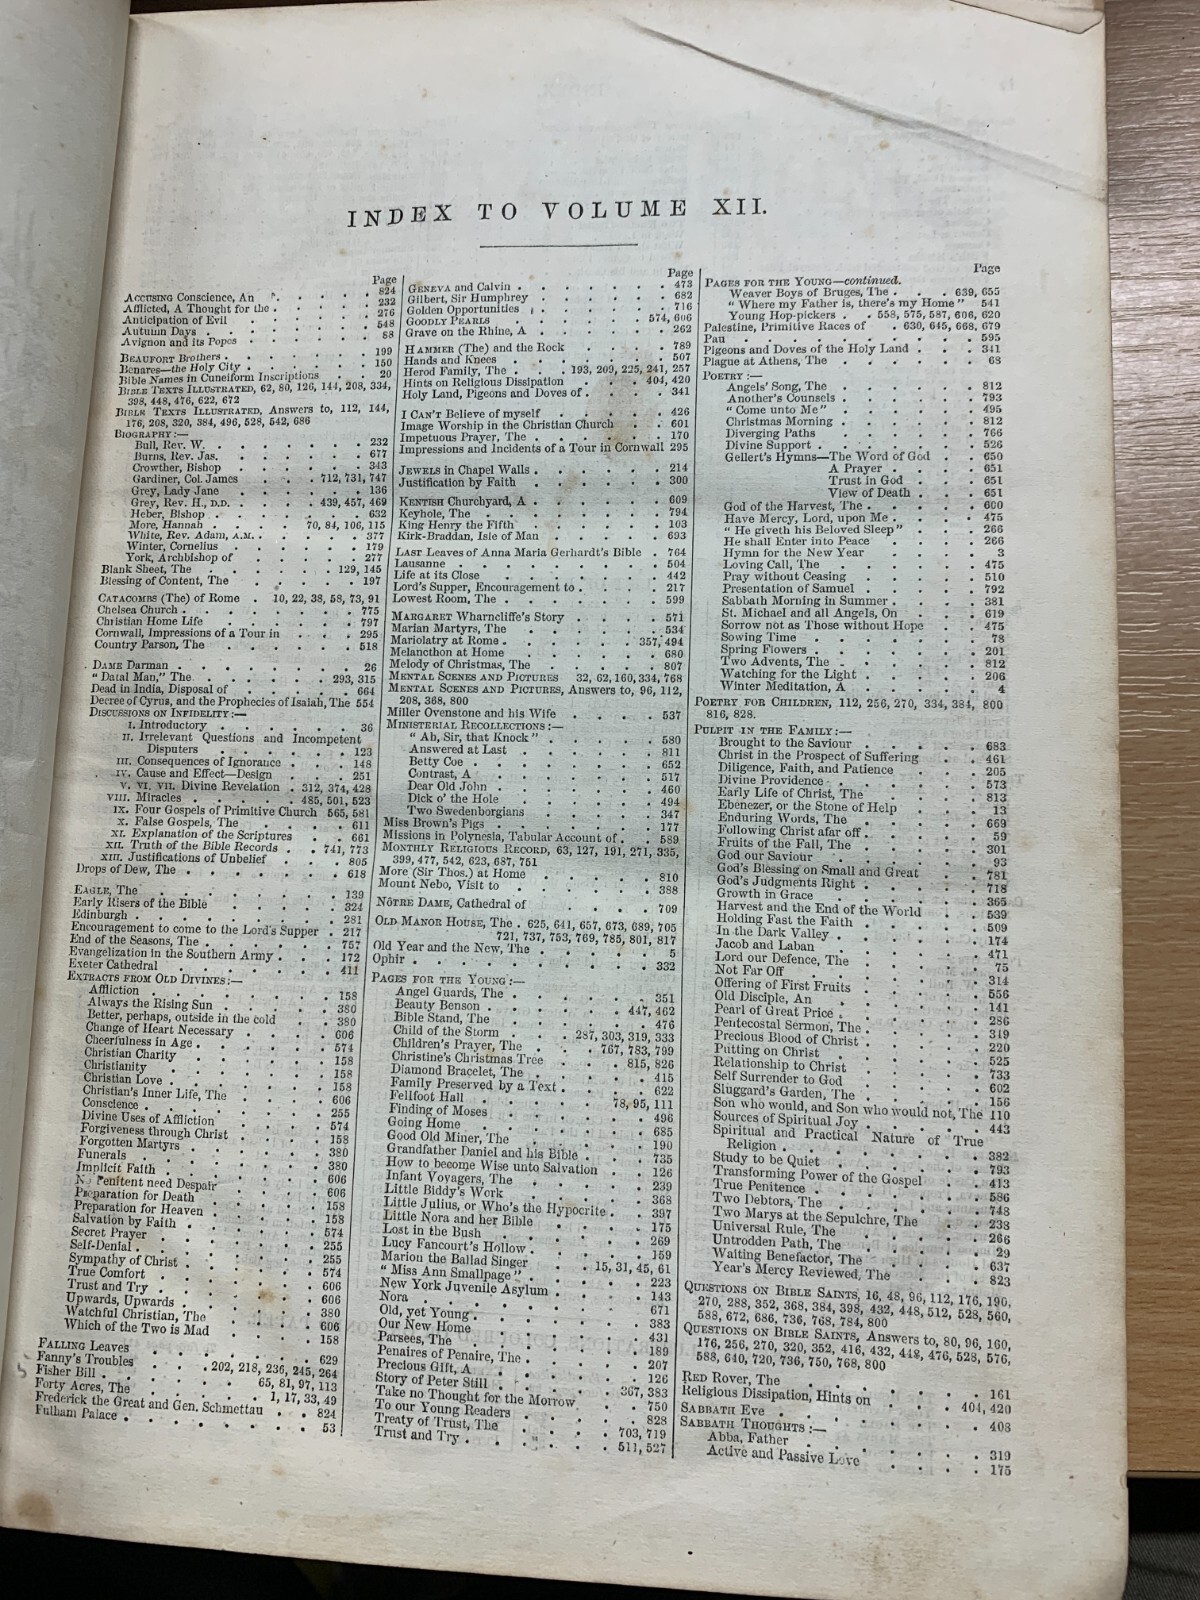 INDEX TO VOLUME XII.
Page
ACCUSING Conscience, An . . . . . 824
Afflicted, A Thought for the . . . . . 232
Anticipation of Evil . . . . . 276
Autumn Days . . . . . 548
Avignon and its Popes . . . . . 88
BEAUFORT Brothers . . . . . 199
Benares—the Holy City . . . . . 150
Bible Names in Cuneiform Inscriptions 20
BIBLE TEXTS ILLUSTRATED, 62, 80, 126, 144, 208, 334,
398, 448, 476, 622, 672
BIBLE TEXTS ILLUSTRATED, Answers to, 112, 144,
176, 208, 320, 384, 496, 528, 542, 686
BIOGRAPHY:—
Bull, Rev. W. . . . . . 232
Burns, Rev. Jas. . . . . . 677
Crowther, Bishop . . . . . 343
Gardiner, Col. James . . . 712, 731, 747
Grey, Lady Jane . . . . . 136
Grey, Rev. H., D.D. . . . . 439, 457, 469
Heber, Bishop . . . . . 632
More, Hannah . . . . 70, 84, 106, 115
White, Rev. Adam, A.M. . . . . . 377
Winter, Cornelius . . . . . 179
York, Archbishop of . . . . . 277
Blank Sheet, The . . . . . 129, 145
Blessing of Content, The . . . . . 197
CATACOMBS (The) of Rome . 10, 22, 38, 58, 73, 91
Chelsea Church . . . . . 775
Christian Home Life . . . . . 797
Cornwall, Impressions of a Tour in . . . 295
Country Parson, The . . . . . 518
DAME Darman . . . . . 26
"Datal Man," The . . . . . 293, 315
Dead in India, Disposal of . . . . . 664
Decree of Cyrus, and the Prophecies of Isaiah, The 554
DISCUSSIONS ON INFIDELITY:—
I. Introductory . . . . . 36
II. Irrelevant Questions and Incompetent
Disputers . . . . . 123
III. Consequences of Ignorance . . . 148
IV. Cause and Effect—Design . . . 251
V. VI. VII. Divine Revelation . 312, 374, 428
VIII. Miracles . . . . . 485, 501, 523
IX. Four Gospels of Primitive Church 565, 581
X. False Gospels, The . . . . . 611
XI. Explanation of the Scriptures . . 661
XII. Truth of the Bible Records . . 741, 773
XIII. Justifications of Unbelief . . . 805
Drops of Dew, The . . . . . 618
EAGLE, The . . . . . 139
Early Risers of the Bible . . . . . 324
Edinburgh . . . . . 281
Encouragement to come to the Lord's Supper . 217
End of the Seasons, The . . . . . 757
Evangelization in the Southern Army . . . 172
Exeter Cathedral . . . . . 411
EXTRACTS FROM OLD DIVINES:—
Affliction . . . . . 158
Always the Rising Sun . . . . . 380
Better, perhaps, outside in the cold . . 380
Change of Heart Necessary . . . . 606
Cheerfulness in Age . . . . . 574
Christian Charity . . . . . 158
Christianity . . . . . 158
Christian Love . . . . . 158
Christian's Inner Life, The . . . . 606
Conscience . . . . . 255
Divine Uses of Affliction . . . . 574
Forgiveness through Christ . . . . 158
Forgotten Martyrs . . . . . 380
Funerals . . . . . 380
Implicit Faith . . . . . 606
Penitent need Despair . . . . . 606
Preparation for Death . . . . . 158
Preparation for Heaven . . . . . 158
Salvation by Faith . . . . . 574
Secret Prayer . . . . . 255
Self-Denial . . . . . 255
Sympathy of Christ . . . . . 574
True Comfort . . . . . 606
Trust and Try . . . . . 606
Upwards, Upwards . . . . . 380
Watchful Christian, The . . . . . 606
Which of the Two is Mad . . . . . 158
FALLING Leaves . . . . . 629
Fanny's Troubles . . . 202, 218, 236, 245, 264
Fisher Bill . . . . . 65, 81, 97, 113
Forty Acres, The . . . . . 1, 17, 33, 49
Frederick the Great and Gen. Schmettau . . . 824
Fulham Palace . . . . . 53
Page
GENEVA and Calvin . . . . . 473
Gilbert, Sir Humphrey . . . . . 682
Golden Opportunities . . . . . 716
GOODLY PEARLS . . . . . 574, 606
Grave on the Rhine, A . . . . . 262
HAMMER (The) and the Rock . . . . . 789
Hands and Knees . . . . . 507
Herod Family, The . . . 193, 209, 225, 241, 257
Hints on Religious Dissipation . . . 404, 420
Holy Land, Pigeons and Doves of . . . . . 341
I CAN'T Believe of myself . . . . . 426
Image Worship in the Christian Church . . . 601
Impetuous Prayer, The . . . . . 170
Impressions and Incidents of a Tour in Cornwall 295
JEWELS in Chapel Walls . . . . . 214
Justification by Faith . . . . . 300
KENTISH Churchyard, A . . . . . 609
Keyhole, The . . . . . 794
King Henry the Fifth . . . . . 103
Kirk-Braddan, Isle of Man . . . . . 693
LAST Leaves of Anna Maria Gerhardt's Bible . 764
Lausanne . . . . . 504
Life at its Close . . . . . 442
Lord's Supper, Encouragement to . . . . . 217
Lowest Room, The . . . . . 599
MARGARET Wharncliffe's Story . . . . . 571
Marian Martyrs, The . . . . . 534
Mariolatry at Rome . . . . . 357, 494
Melancthon at Home . . . . . 680
Melody of Christmas, The . . . . . 807
MENTAL SCENES AND PICTURES 32, 62, 160, 334, 768
MENTAL SCENES AND PICTURES, Answers to, 96, 112,
208, 368, 800
Miller Ovenstone and his Wife . . . . . 537
MINISTERIAL RECOLLECTIONS:—
"Ah, Sir, that Knock" . . . . . 580
Answered at Last . . . . . 811
Betty Coe . . . . . 652
Contrast, A . . . . . 517
Dear Old John . . . . . 460
Dick o' the Hole . . . . . 494
Two Swedenborgians . . . . . 347
Miss Brown's Pigs . . . . . 177
Missions in Polynesia, Tabular Account of . . . 589
MONTHLY RELIGIOUS RECORD, 63, 127, 191, 271, 335,
399, 477, 542, 623, 687, 751
More (Sir Thos.) at Home . . . . . 810
Mount Nebo, Visit to . . . . . 388
NÔTRE DAME, Cathedral of . . . . 709
OLD MANOR HOUSE, The . 625, 641, 657, 673, 689, 705
721, 737, 753, 769, 785, 801, 817
Old Year and the New, The . . . . . 5
Ophir . . . . . 332
PAGES FOR THE YOUNG:—
Angel Guards, The . . . . . 351
Beauty Benson . . . . . 447, 462
Bible Stand, The . . . . . 476
Child of the Storm . . . 287, 303, 319, 333
Children's Prayer, The . . . 767, 783, 799
Christine's Christmas Tree . . . . 815, 826
Diamond Bracelet, The . . . . . 415
Family Preserved by a Text . . . . . 622
Fellfoot Hall . . . . . 78, 95, 111
Finding of Moses . . . . . 496
Going Home . . . . . 685
Good Old Miner, The . . . . . 190
Grandfather Daniel and his Bible . . . . 735
How to become Wise unto Salvation . . . 126
Infant Voyagers, The . . . . . 239
Little Biddy's Work . . . . . 368
Little Julius, or Who's the Hypocrite . . . 397
Little Nora and her Bible . . . . . 175
Lost in the Bush . . . . . 269
Lucy Fancourt's Hollow . . . . . 159
Marion the Ballad Singer . . . 15, 31, 45, 61
"Miss Ann Smallpage" . . . . . 223
New York Juvenile Asylum . . . . . 143
Nora . . . . . 671
Old, yet Young . . . . . 383
Our New Home . . . . . 431
Parsees, The . . . . . 189
Penaires of Penaire, The . . . . . 207
Precious Gift, A . . . . . 126
Story of Peter Still . . . . . 367, 383
Take no Thought for the Morrow . . . . 750
To our Young Readers . . . . . 828
Treaty of Trust, The . . . . . 703, 719
Trust and Try . . . . . 511, 527
Page
PAGES FOR THE YOUNG—continued.
Weaver Boys of Bruges, The . . . 639, 655
"Where my Father is, there's my Home" 541
Young Hop-pickers . . 558, 575, 587, 606, 620
Palestine, Primitive Races of . 630, 645, 668, 679
Pau . . . . . 595
Pigeons and Doves of the Holy Land . . . 341
Plague at Athens, The . . . . . 68
POETRY:—
Angels' Song, The . . . . . 812
Another's Counsels . . . . . 793
"Come unto Me" . . . . . 495
Christmas Morning . . . . . 812
Diverging Paths . . . . . 766
Divine Support . . . . . 526
Gellert's Hymns—The Word of God . . 650
A Prayer . . . . . 651
Trust in God . . . 651
View of Death . . . 651
God of the Harvest, The . . . . . 600
Have Mercy, Lord, upon Me . . . . . 475
"He giveth his Beloved Sleep" . . . . 266
He shall Enter into Peace . . . . . 266
Hymn for the New Year . . . . . 3
Loving Call, The . . . . . 475
Pray without Ceasing . . . . . 510
Presentation of Samuel . . . . . 792
Sabbath Morning in Summer . . . . . 381
St. Michael and all Angels, On . . . . 619
Sorrow not as Those without Hope . . . 475
Sowing Time . . . . . 78
Spring Flowers . . . . . 201
Two Advents, The . . . . . 812
Watching for the Light . . . . . 206
Winter Meditation, A . . . . . 4
POETRY FOR CHILDREN, 112, 256, 270, 334, 384, 800
816, 828.
PULPIT IN THE FAMILY:—
Brought to the Saviour . . . . . 683
Christ in the Prospect of Suffering . . . 461
Diligence, Faith, and Patience . . . . 205
Divine Providence . . . . . 573
Early Life of Christ, The . . . . . 813
Ebenezer, or the Stone of Help . . . . 13
Enduring Words, The . . . . . 669
Following Christ afar off . . . . . 59
Fruits of the Fall, The . . . . . 301
God our Saviour . . . . . 93
God's Blessing on Small and Great . . . 781
God's Judgments Right . . . . . 718
Growth in Grace . . . . . 365
Harvest and the End of the World . . . 539
Holding Fast the Faith . . . . . 509
In the Dark Valley . . . . . 174
Jacob and Laban . . . . . 471
Lord our Defence, The . . . . . 75
Not Far Off . . . . . 314
Offering of First Fruits . . . . . 556
Old Disciple, An . . . . . 141
Pearl of Great Price . . . . . 286
Pentecostal Sermon, The . . . . . 319
Precious Blood of Christ . . . . . 220
Putting on Christ . . . . . 525
Relationship to Christ . . . . . 733
Self Surrender to God . . . . . 602
Sluggard's Garden, The . . . . . 156
Son who would, and Son who would not, The 110
Sources of Spiritual Joy . . . . . 443
Spiritual and Practical Nature of True
Religion . . . . . 382
Study to be Quiet . . . . . 793
Transforming Power of the Gospel . . . 413
True Penitence . . . . . 586
Two Debtors, The . . . . . 748
Two Marys at the Sepulchre, The . . . 238
Universal Rule, The . . . . . 266
Untrodden Path, The . . . . . 29
Waiting Benefactor, The . . . . . 637
Year's Mercy Reviewed, The . . . . . 823
QUESTIONS ON BIBLE SAINTS, 16, 48, 96, 112, 176, 190,
270, 288, 352, 368, 384, 398, 432, 448, 512, 528, 560,
588, 672, 686, 736, 768, 784, 800
QUESTIONS ON BIBLE SAINTS, Answers to, 80, 96, 160,
176, 256, 270, 320, 352, 416, 432, 448, 476, 528, 576,
588, 640, 720, 736, 750, 768, 800
RED Rover, The . . . . . 161
Religious Dissipation, Hints on . . . 404, 420
SABBATH Eve . . . . . 408
SABBATH THOUGHTS:—
Abba, Father . . . . . 319
Active and Passive Love . . . . . 175